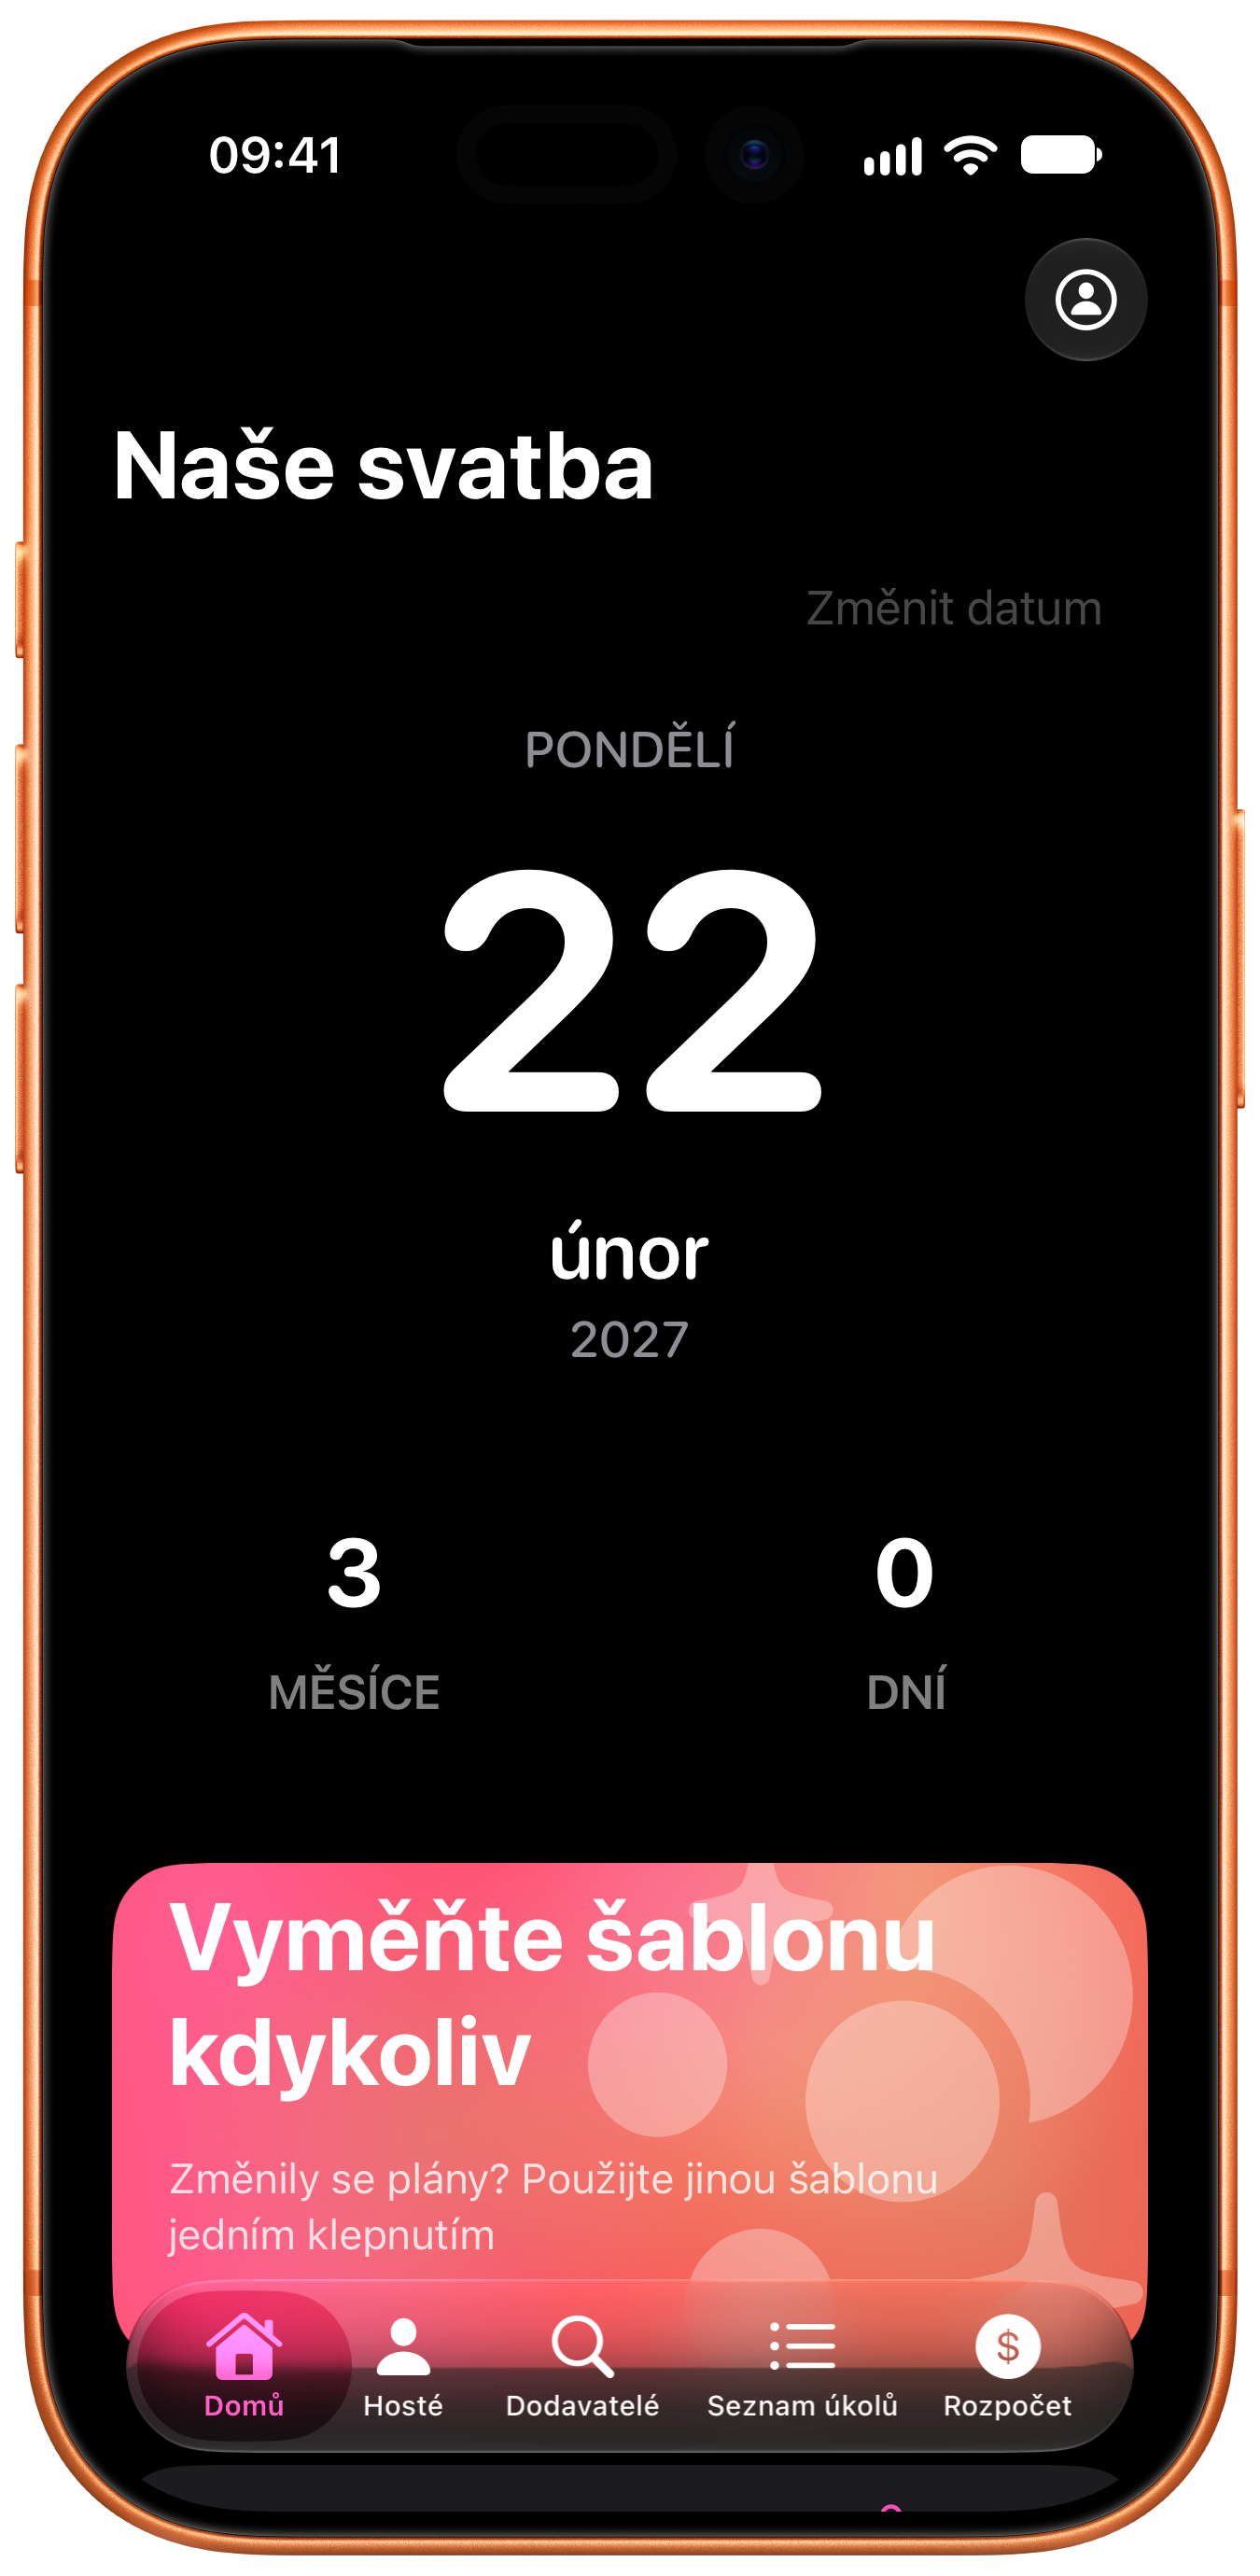 09:41
Naše svatba
Změnit datum
PONDĚLÍ
22
únor
2027
3
0
MĚSÍCE
DNÍ
Vyměňte šablonu
kdykoliv
Změnily se plány? Použijte jinou šablonu
jedním klepnutím
$
Domů
Hosté
Dodavatelé
Seznam úkolů
Rozpočet